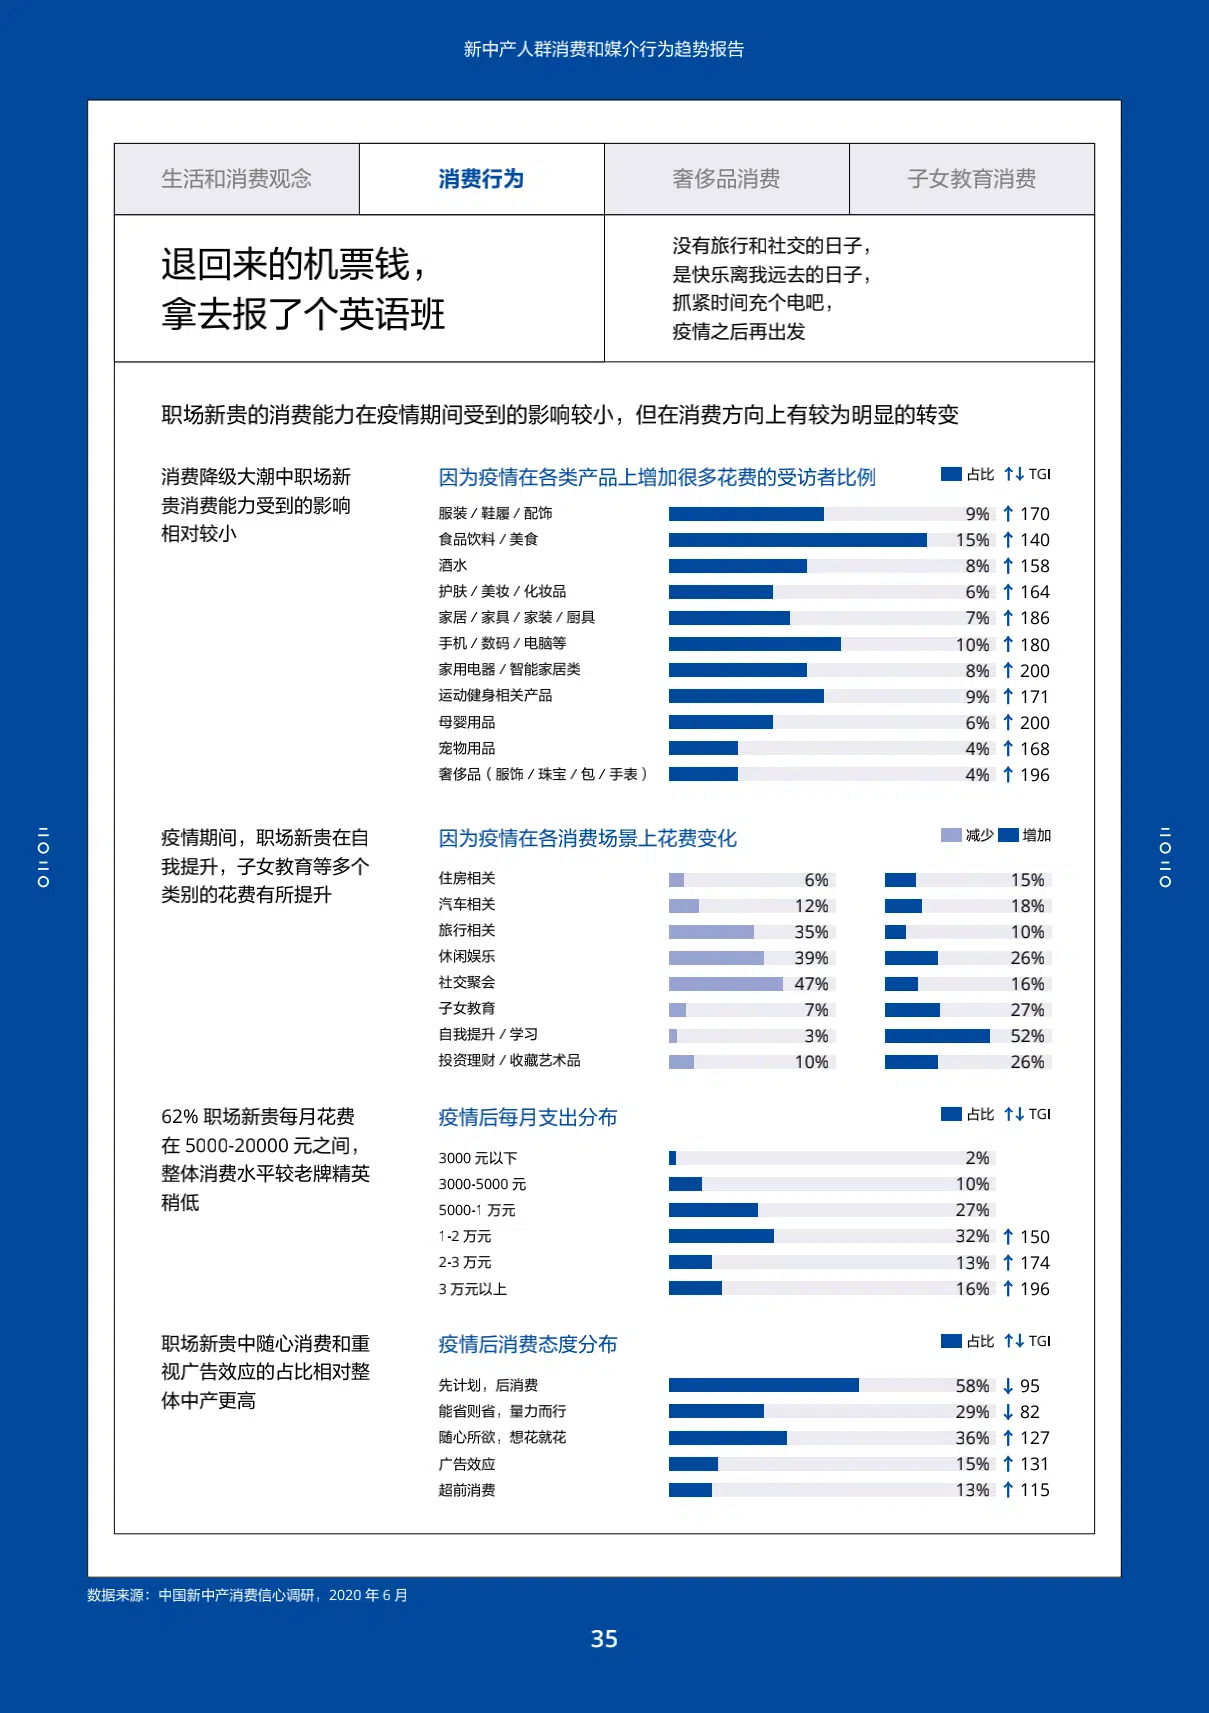 新中产人群消费和媒介行为趋势报告
生活和消费观念
消费行为
奢侈品消费
子女教育消费
退回来的机票钱，
拿去报了个英语班
没有旅行和社交的日子，
是快乐离我远去的日子，
抓紧时间充个电吧，
疫情之后再出发
职场新贵的消费能力在疫情期间受到的影响较小，但在消费方向上有较为明显的转变
消费降级大潮中职场新
贵消费能力受到的影响
相对较小
因为疫情在各类产品上增加很多花费的受访者比例
占比 ↑↓ TGI
服装 / 鞋履 / 配饰 9% ↑ 170
食品饮料 / 美食 15% ↑ 140
酒水 8% ↑ 158
护肤 / 美妆 / 化妆品 6% ↑ 164
家居 / 家具 / 家装 / 厨具 7% ↑ 186
手机 / 数码 / 电脑等 10% ↑ 180
家用电器 / 智能家居类 8% ↑ 200
运动健身相关产品 9% ↑ 171
母婴用品 6% ↑ 200
宠物用品 4% ↑ 168
奢侈品（服饰 / 珠宝 / 包 / 手表） 4% ↑ 196
疫情期间，职场新贵在自
我提升，子女教育等多个
类别的花费有所提升
因为疫情在各消费场景上花费变化
减少 增加
住房相关 6% 15%
汽车相关 12% 18%
旅行相关 35% 10%
休闲娱乐 39% 26%
社交聚会 47% 16%
子女教育 7% 27%
自我提升 / 学习 3% 52%
投资理财 / 收藏艺术品 10% 26%
二〇二〇
二〇二〇
62% 职场新贵每月花费
在 5000-20000 元之间，
整体消费水平较老牌精英
稍低
疫情后每月支出分布
占比 ↑↓ TGI
3000 元以下 2%
3000-5000 元 10%
5000-1 万元 27%
1-2 万元 32% ↑ 150
2-3 万元 13% ↑ 174
3 万元以上 16% ↑ 196
职场新贵中随心消费和重
视广告效应的占比相对整
体中产更高
疫情后消费态度分布
占比 ↑↓ TGI
先计划，后消费 58% ↓ 95
能省则省，量力而行 29% ↓ 82
随心所欲，想花就花 36% ↑ 127
广告效应 15% ↑ 131
超前消费 13% ↑ 115
数据来源：中国新中产消费信心调研，2020 年 6 月
35